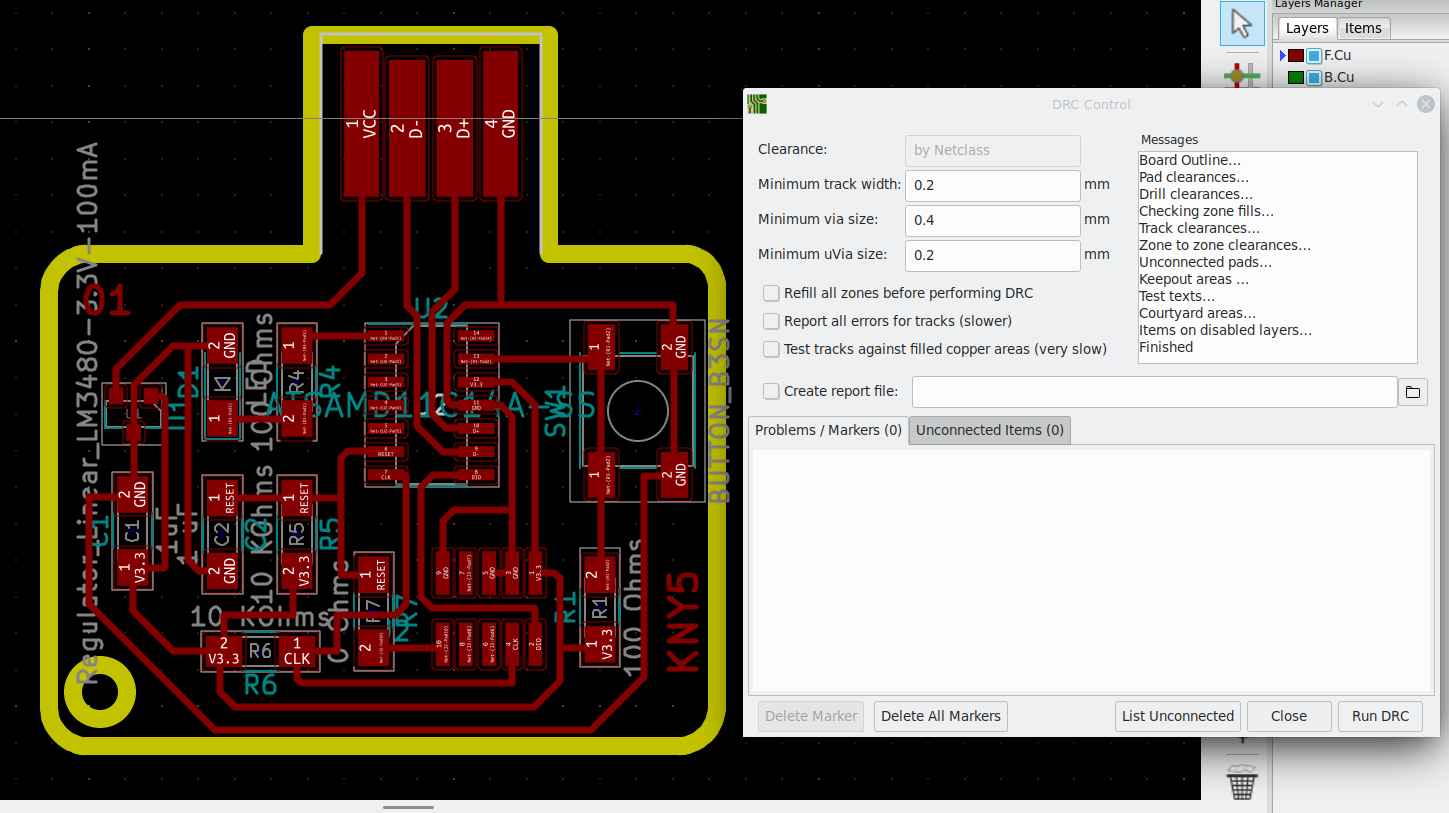 Layers Manager
Layers
Items
F.Cu
B.Cu
DRC Control
Clearance:
by Netclass
Minimum track width:
0.2
mm
Minimum via size:
0.4
mm
Minimum uVia size:
0.2
mm
Refill all zones before performing DRC
Report all errors for tracks (slower)
Test tracks against filled copper areas (very slow)
Create report file:
Messages
Board Outline...
Pad clearances...
Drill clearances...
Checking zone fills...
Track clearances...
Zone to zone clearances...
Unconnected pads...
Keepout areas ...
Test texts...
Courtyard areas...
Items on disabled layers...
Finished
Problems / Markers (0)
Unconnected Items (0)
Delete Marker
Delete All Markers
List Unconnected
Close
Run DRC
1
VCC
2
D-
3
D+
4
GND
Regulator_Linear_LM3480-3.3V-100mA
01
U2
U1
D1
2
GND
1
1
R4
2
R4
SW1
BUTTON_B3SN
1
2
GND
1
2
GND
2
GND
C1
1
V3.3
C1
1uF
1
RESET
C2
2
GND
C2
1
RESET
R5
2
V3.3
R5
1
RESET
R7
2
R7
10 KOhms
0 Ohms
2
V3.3
R6
1
CLK
R6
2
R1
1
V3.3
R1
100 Ohms
KNY5
GND
GND
GND
V3.3
CLK
DIO
RESET
CLK
V3.3
GND
D+
D-
DIO